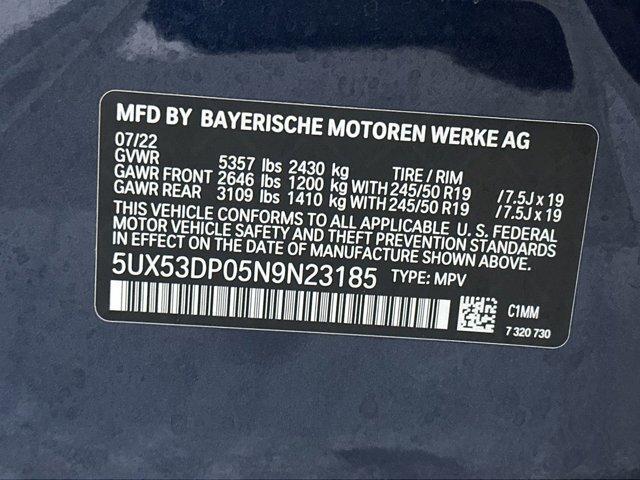 MFD BY BAYERISCHE MOTOREN WERKE AG
07/22
GVWR 5357 lbs 2430 kg TIRE / RIM
GAWR FRONT 2646 lbs 1200 kg WITH 245/50 R19 / 7.5J x 19
GAWR REAR 3109 lbs 1410 kg WITH 245/50 R19 / 7.5J x 19
THIS VEHICLE CONFORMS TO ALL APPLICABLE U. S. FEDERAL
MOTOR VEHICLE SAFETY AND THEFT PREVENTION STANDARDS
IN EFFECT ON THE DATE OF MANUFACTURE SHOWN ABOVE.
5UX53DP05N9N23185 TYPE: MPV
C1MM
7 320 730